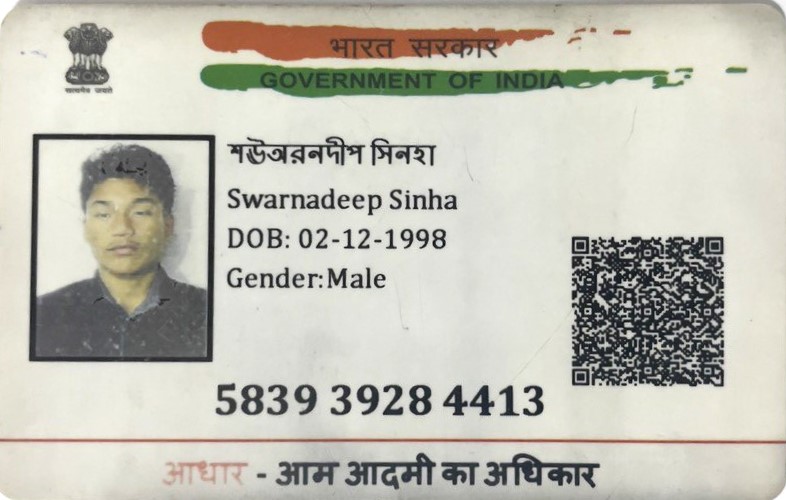 भारत सरकार
GOVERNMENT OF INDIA
सत्यमेव जयते
শঊঅরনদীপ সিনহা
Swarnadeep Sinha
DOB: 02-12-1998
Gender:Male
5839 3928 4413
आधार - आम आदमी का अधिकार